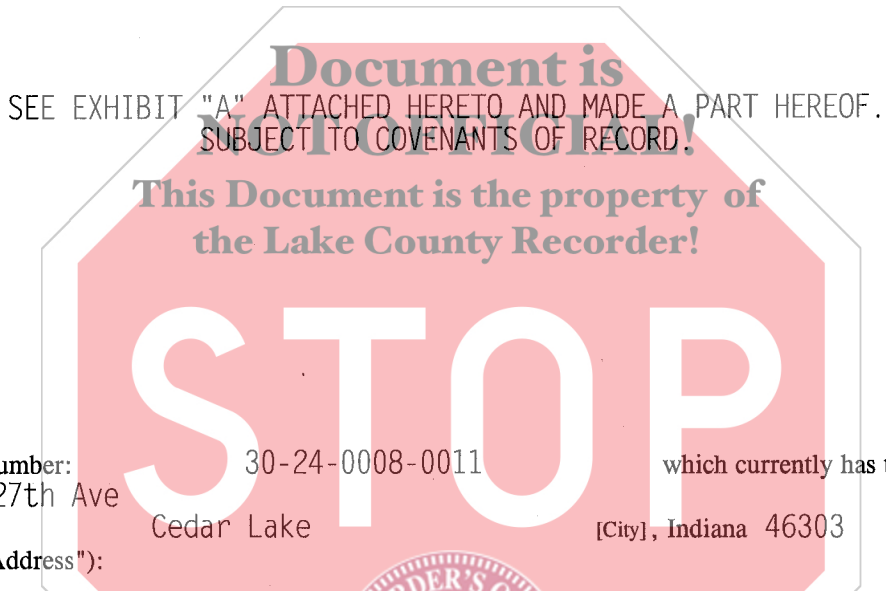 Document is
SEE EXHIBIT "A" ATTACHED HERETO AND MADE A PART HEREOF.
NOT OFFICIAL!
SUBJECT TO COVENANTS OF RECORD.
This Document is the property of
the Lake County Recorder!
STOP
umber: 30-24-0008-0011 which currently has
27th Ave
Cedar Lake [City], Indiana 46303
ddress"):
RDER'S O